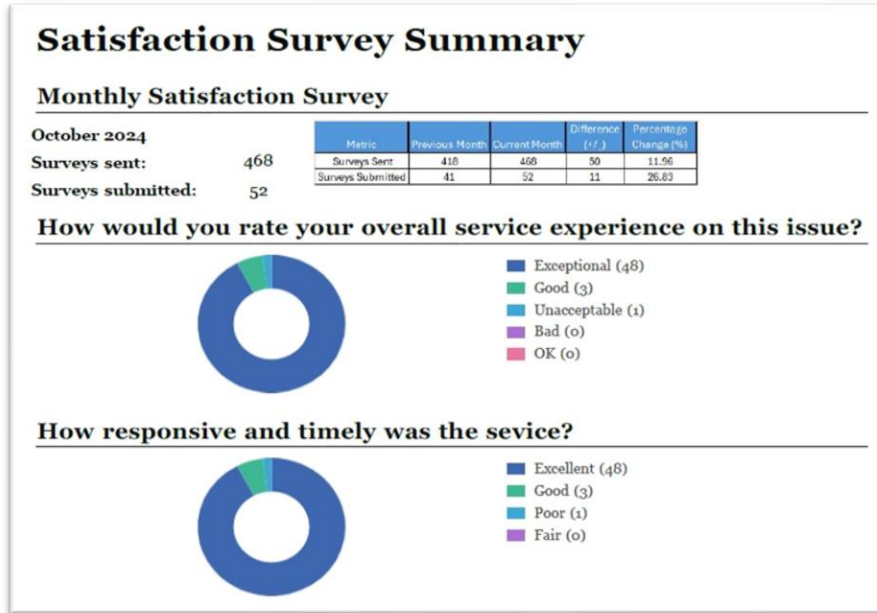 Satisfaction Survey Summary
Monthly Satisfaction Survey
October 2024
Surveys sent: 468
Surveys submitted: 52
Metric Previous Month Current Month Difference (+/_) Percentage Change (%)
Surveys Sent 418 468 50 11.96
Surveys Submitted 41 52 11 26.83
How would you rate your overall service experience on this issue?
Exceptional (48)
Good (3)
Unacceptable (1)
Bad (0)
OK (0)
How responsive and timely was the sevice?
Excellent (48)
Good (3)
Poor (1)
Fair (0)